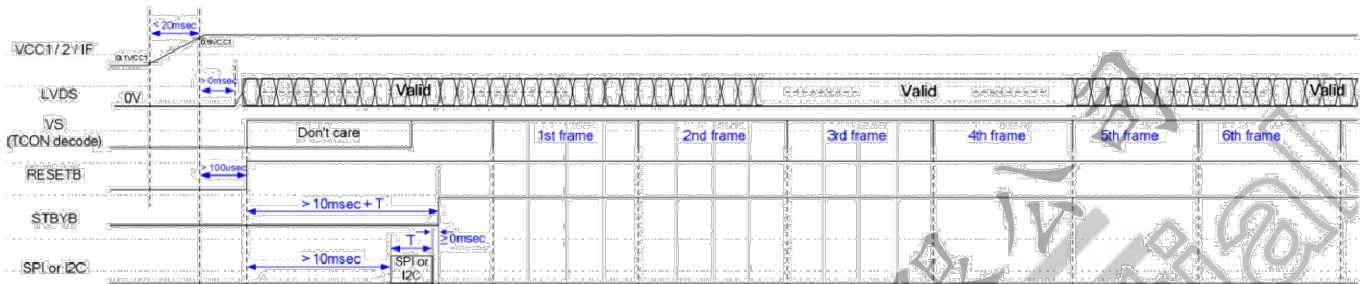 ≤ 20msec
VCC1 / 2 / IF
0.1VCC1
0.9VCC1
> 0msec
LVDS
0V
Valid
Valid
Valid
VS
(TCON decode)
Don't care
1st frame
2nd frame
3rd frame
4th frame
5th frame
6th frame
> 100usec
RESETB
> 10msec + T
STBYB
T
≥0msec
> 10msec
SPI or I2C
SPI or
I2C